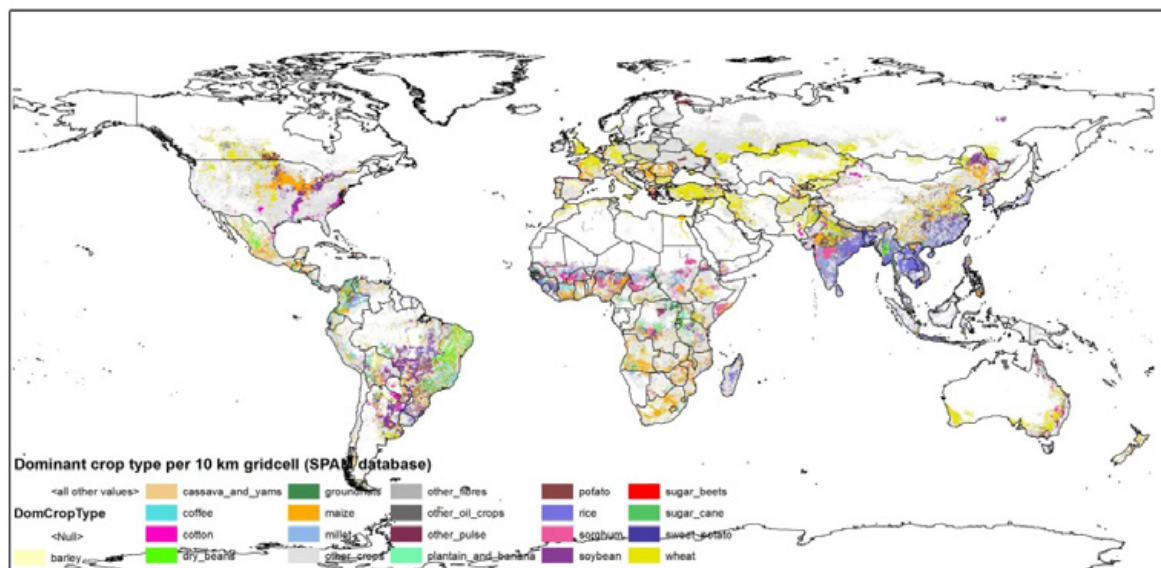 Dominant crop type per 10 km gridcell (SPAM database)
<all other values>
DomCropType
<Null>
barley
cassava_and_yams
coffee
cotton
dry_beans
groundnuts
maize
millet
other_crops
other_fibres
other_oil_crops
other_pulse
plantain_and_banana
potato
rice
sorghum
soybean
sugar_beets
sugar_cane
sweet_potato
wheat